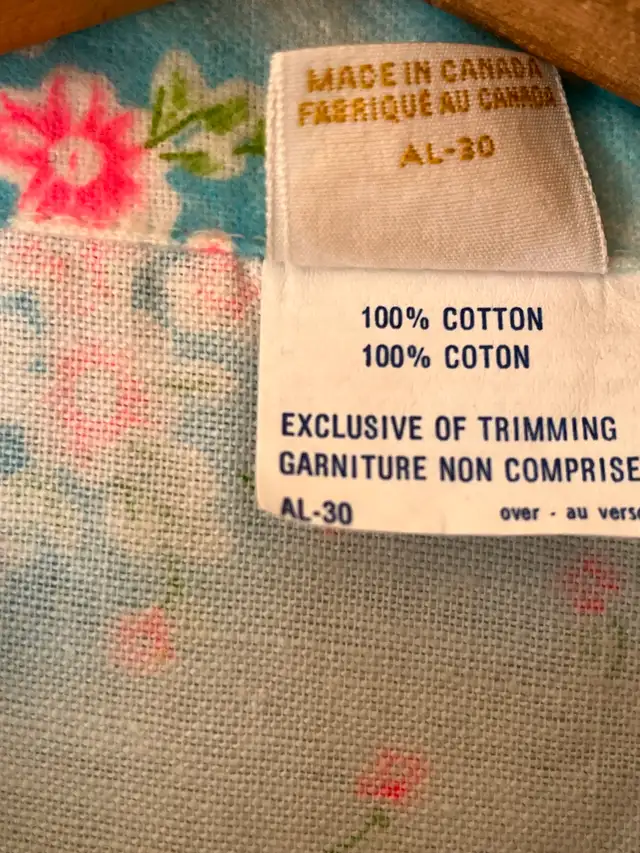 MADE IN CANADA
FABRIQUÉ AU CANADA
AL-30
100% COTTON
100% COTON
EXCLUSIVE OF TRIMMING
GARNITURE NON COMPRISE
AL-30
over - au verso